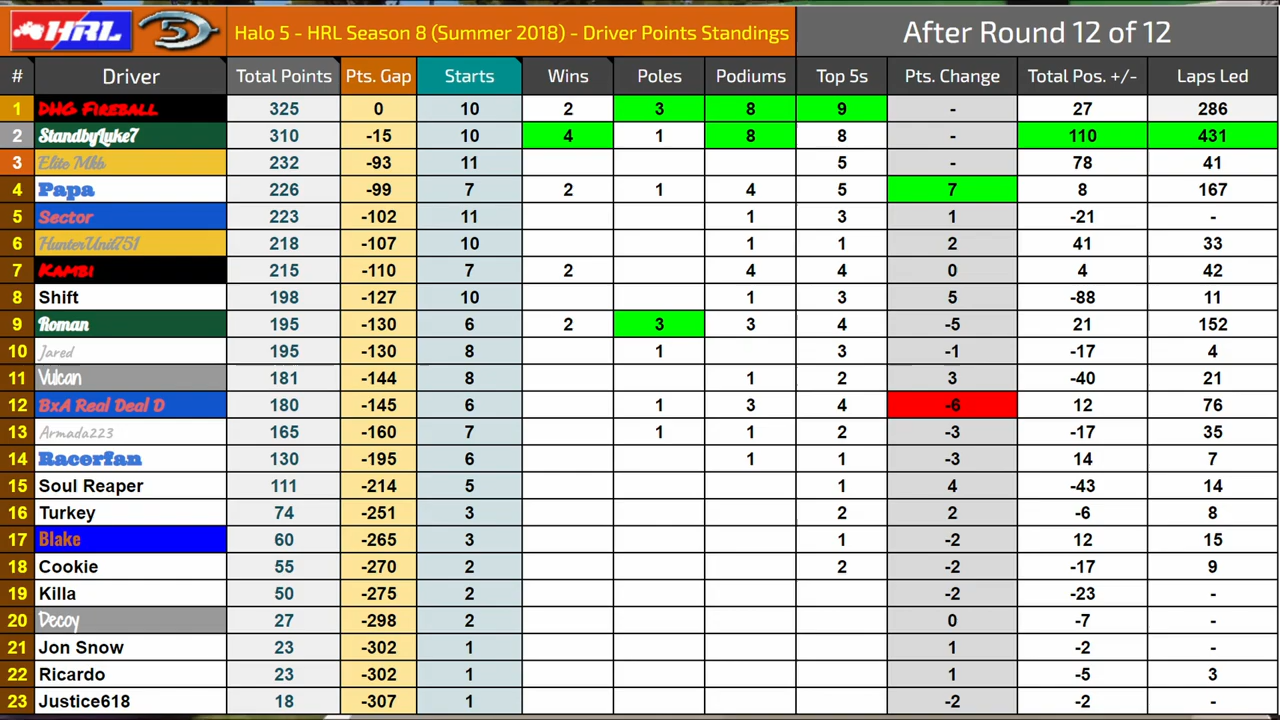 HRL 5 Halo 5 - HRL Season 8 (Summer 2018) - Driver Points Standings After Round 12 of 12
# Driver Total Points Pts. Gap Starts Wins Poles Podiums Top 5s Pts. Change Total Pos. +/- Laps Led
1 DHG Fireball 325 0 10 2 3 8 9 - 27 286
2 StandbyLuke7 310 -15 10 4 1 8 8 - 110 431
3 Elite Mkb 232 -93 11 5 - 78 41
4 Papa 226 -99 7 2 1 4 5 7 8 167
5 Sector 223 -102 11 1 3 1 -21 -
6 HunterUnit751 218 -107 10 1 1 2 41 33
7 Kambi 215 -110 7 2 4 4 0 4 42
8 Shift 198 -127 10 1 3 5 -88 11
9 Roman 195 -130 6 2 3 3 4 -5 21 152
10 Jared 195 -130 8 1 3 -1 -17 4
11 Vulcan 181 -144 8 1 2 3 -40 21
12 BxA Real Deal D 180 -145 6 1 3 4 -6 12 76
13 Armada223 165 -160 7 1 1 2 -3 -17 35
14 Racerfan 130 -195 6 1 1 -3 14 7
15 Soul Reaper 111 -214 5 1 4 -43 14
16 Turkey 74 -251 3 2 2 -6 8
17 Blake 60 -265 3 1 -2 12 15
18 Cookie 55 -270 2 2 -2 -17 9
19 Killa 50 -275 2 -2 -23 -
20 Decoy 27 -298 2 0 -7 -
21 Jon Snow 23 -302 1 1 -2 -
22 Ricardo 23 -302 1 1 -5 3
23 Justice618 18 -307 1 -2 -2 -